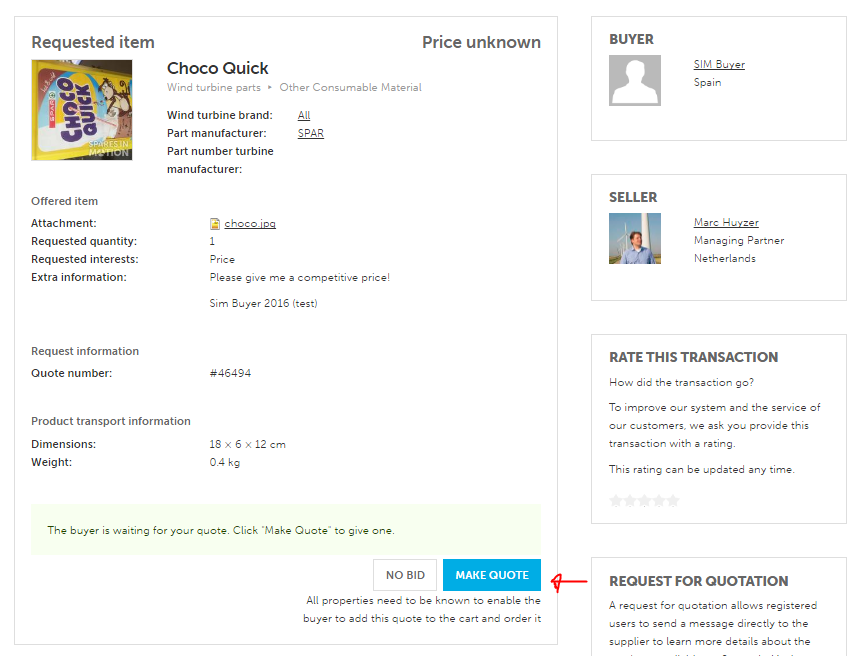 Requested item
Price unknown
CHOCO
QUICK
SPAR
SPARESIN
MOTION
Choco Quick
Wind turbine parts ▸ Other Consumable Material
Wind turbine brand: All
Part manufacturer: SPAR
Part number turbine
manufacturer:
Offered item
Attachment: choco.jpg
Requested quantity: 1
Requested interests: Price
Extra information: Please give me a competitive price!
Sim Buyer 2016 (test)
Request information
Quote number: #46494
Product transport information
Dimensions: 18 × 6 × 12 cm
Weight: 0.4 kg
The buyer is waiting for your quote. Click "Make Quote" to give one.
NO BID
MAKE QUOTE
All properties need to be known to enable the
buyer to add this quote to the cart and order it
BUYER
SIM Buyer
Spain
SELLER
Marc Huyzer
Managing Partner
Netherlands
RATE THIS TRANSACTION
How did the transaction go?
To improve our system and the service of
our customers, we ask you provide this
transaction with a rating.
This rating can be updated any time.
REQUEST FOR QUOTATION
A request for quotation allows registered
users to send a message directly to the
supplier to learn more details about the